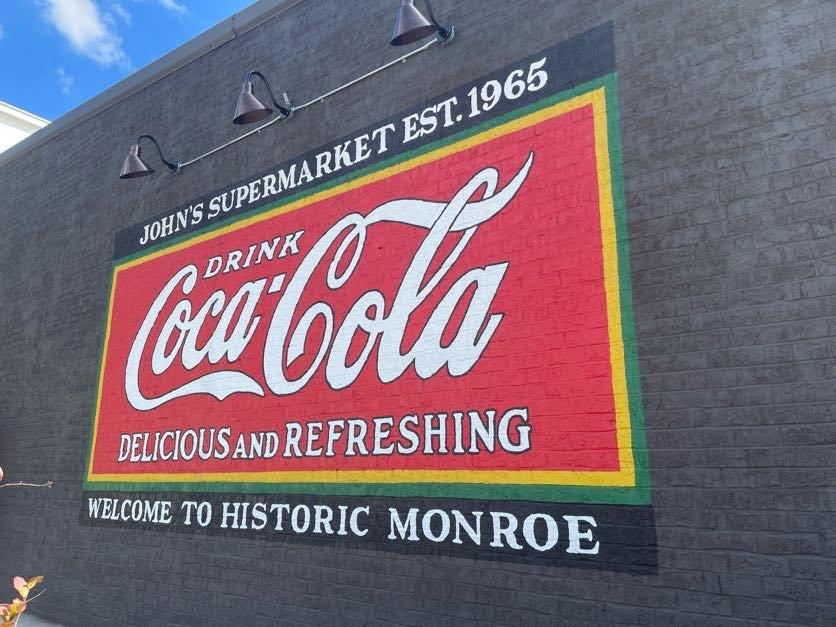 JOHN'S SUPERMARKET EST. 1965
DRINK
Coca-Cola
DELICIOUS AND REFRESHING
WELCOME TO HISTORIC MONROE